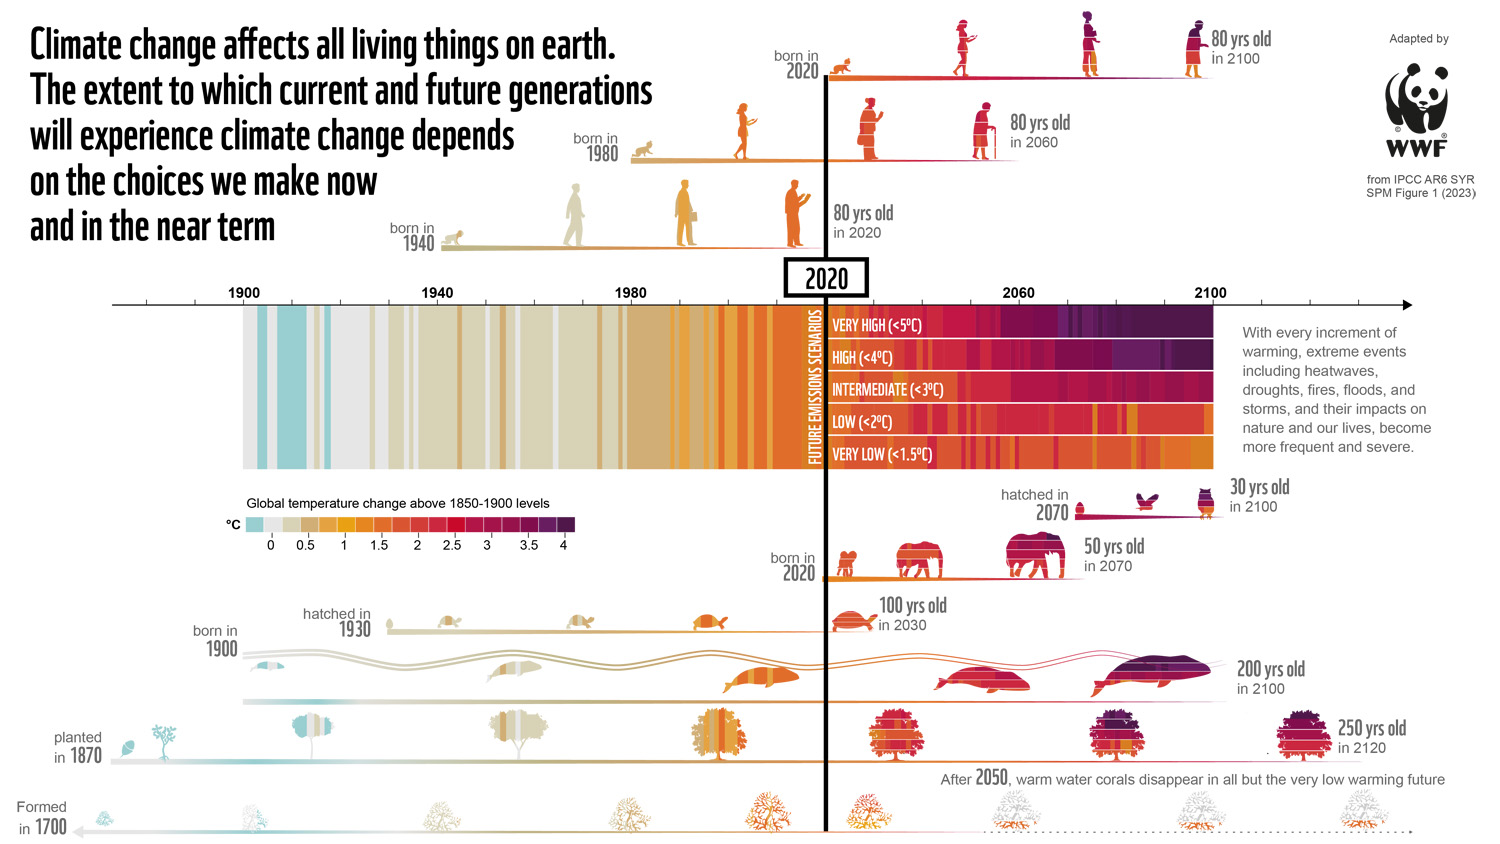 Climate change affects all living things on earth.
The extent to which current and future generations
will experience climate change depends
on the choices we make now
and in the near term
born in
2020
80 yrs old
in 2100
Adapted by
©
®
WWF
from IPCC AR6 SYR
SPM Figure 1 (2023)
born in
1980
80 yrs old
in 2060
born in
1940
80 yrs old
in 2020
2020
1900
1940
1980
2060
2100
FUTURE EMISSIONS SCENARIOS
VERY HIGH (<5ºC)
HIGH (<4ºC)
INTERMEDIATE (<3ºC)
LOW (<2ºC)
VERY LOW (<1.5ºC)
With every increment of
warming, extreme events
including heatwaves,
droughts, fires, floods, and
storms, and their impacts on
nature and our lives, become
more frequent and severe.
Global temperature change above 1850-1900 levels
°C
0 0.5 1 1.5 2 2.5 3 3.5 4
hatched in
2070
30 yrs old
in 2100
born in
2020
50 yrs old
in 2070
hatched in
1930
100 yrs old
in 2030
born in
1900
200 yrs old
in 2100
planted
in 1870
250 yrs old
in 2120
After 2050, warm water corals disappear in all but the very low warming future
Formed
in 1700